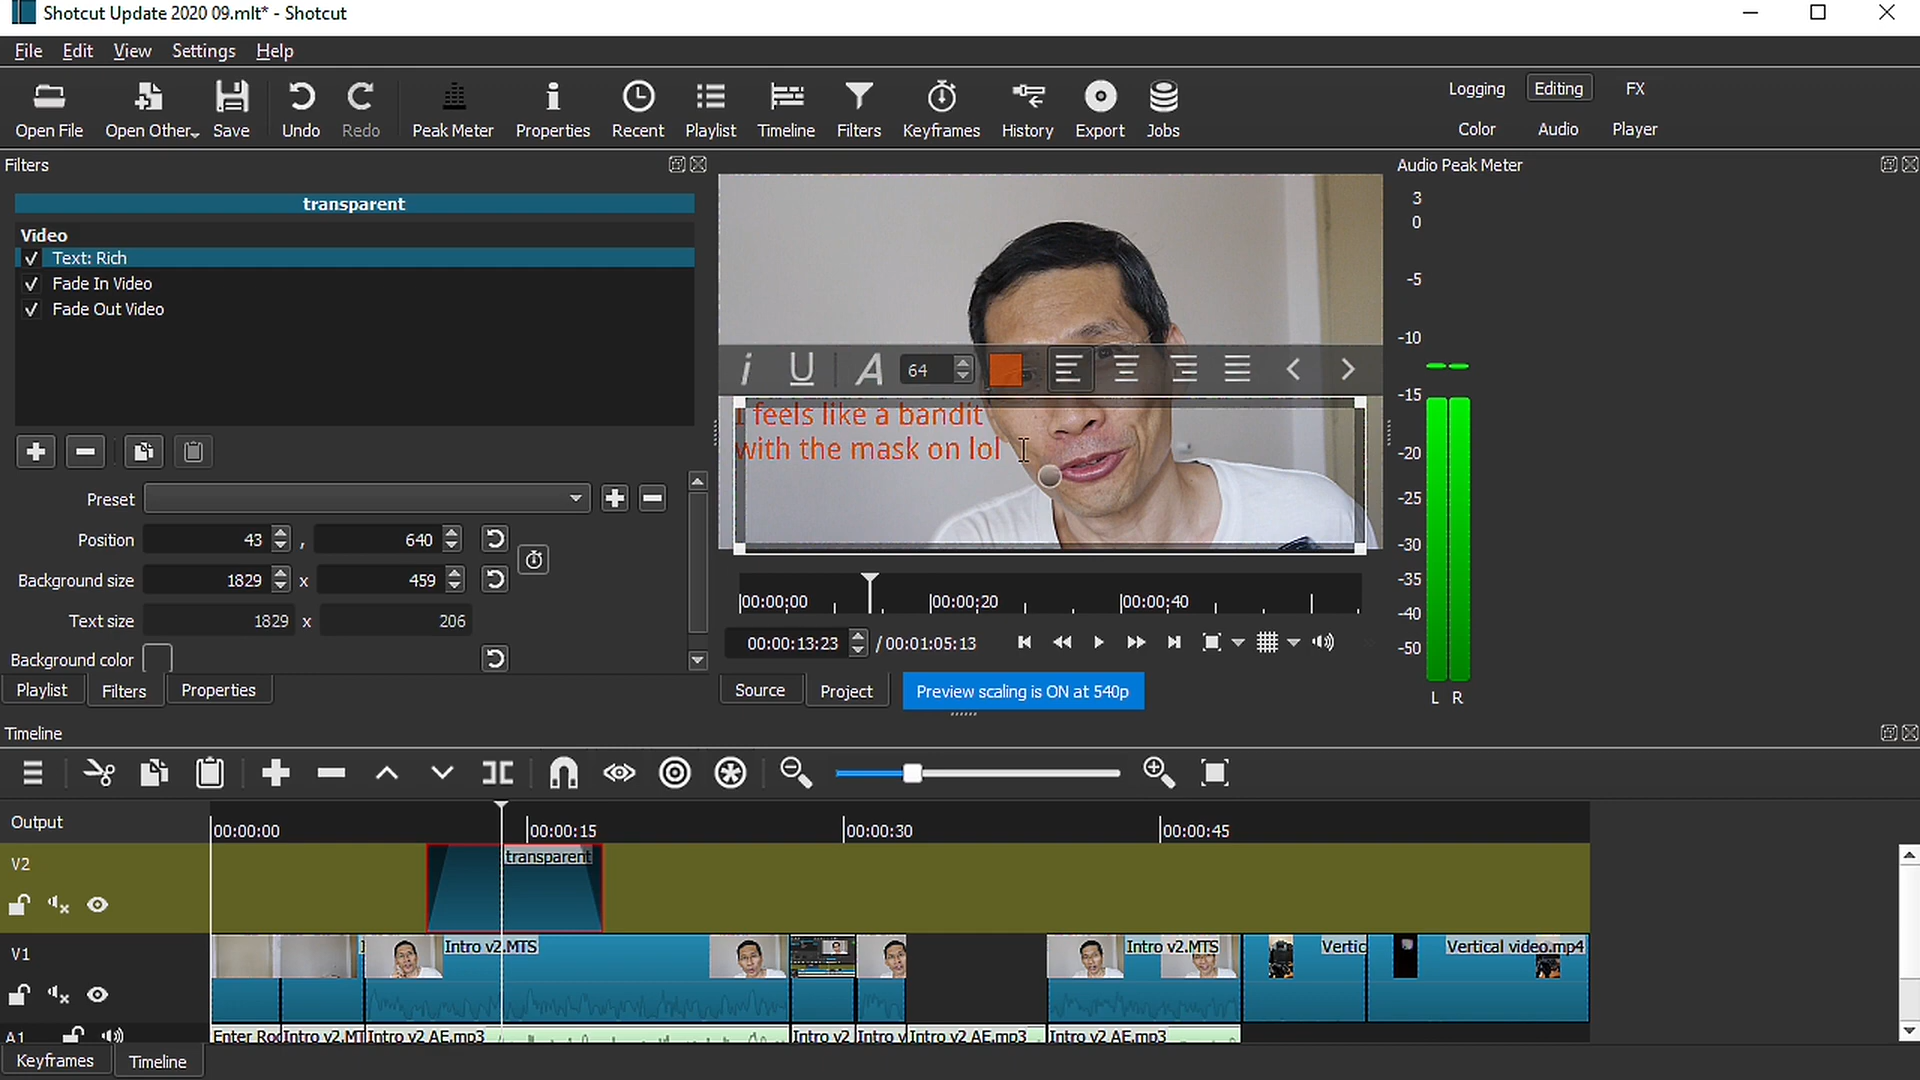 Shotcut Update 2020 09.mlt* - Shotcut
File Edit View Settings Help
Open File Open Other Save Undo Redo Peak Meter Properties Recent Playlist Timeline Filters Keyframes History Export Jobs
Logging Editing FX
Color Audio Player
Filters
transparent
Video
Text: Rich
Fade In Video
Fade Out Video
Preset
Position 43 , 640
Background size 1829 x 459
Text size 1829 x 206
Background color
Playlist Filters Properties
i U A 64
I feels like a bandit
with the mask on lol
00:00:00 00:00:20 00:00:40
00:00:13:23 / 00:01:05:13
Source Project Preview scaling is ON at 540p
Audio Peak Meter
3
0
-5
-10
-15
-20
-25
-30
-35
-40
-50
L R
Timeline
Output 00:00:00 00:00:15 00:00:30 00:00:45
V2 transparent
V1 Intro v2.MTS Intro v2.MTS Vertic Vertical video.mp4
A1 Enter Roo Intro v2.MT Intro v2 AE.mp3 Intro v2 Intro v Intro v2 AE.mp3 Intro v2 AE.mp3
Keyframes Timeline